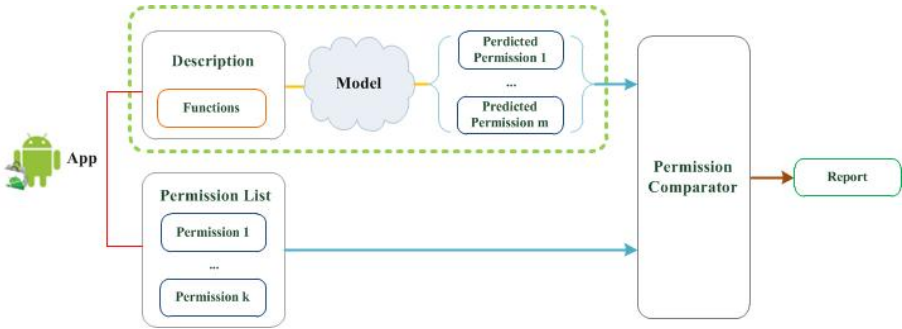 App
Description
Functions
Model
Perdicted
Permission 1
...
Predicted
Permission m
Permission List
Permission 1
...
Permission k
Permission
Comparator
Report